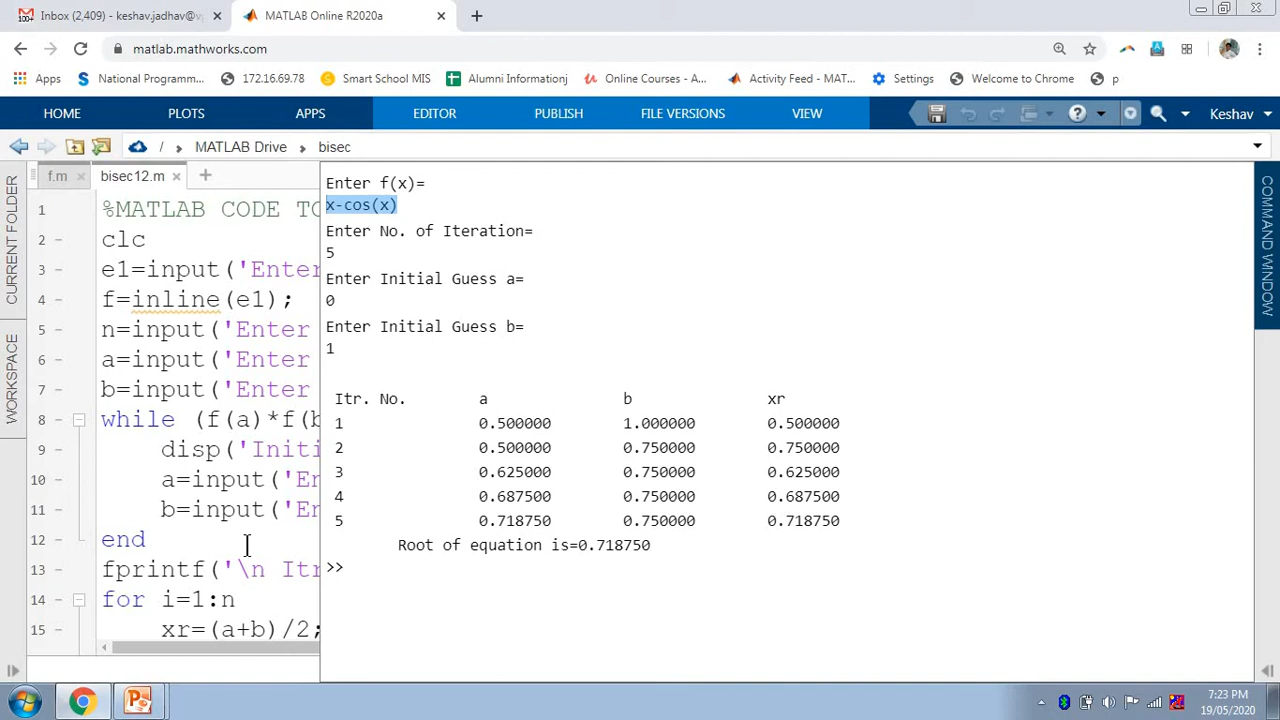 Inbox (2,409) - keshav.jadhav@v
MATLAB Online R2020a
matlab.mathworks.com
Apps National Programm... 172.16.69.78 Smart School MIS Alumni Informationj Online Courses - A... Activity Feed - MAT... Settings Welcome to Chrome p
HOME PLOTS APPS EDITOR PUBLISH FILE VERSIONS VIEW Keshav
/ MATLAB Drive bisec
CURRENT FOLDER
WORKSPACE
f.m bisec12.m
1 %MATLAB CODE TO
2 clc
3 e1=input('Enter
4 f=inline(e1);
5 n=input('Enter
6 a=input('Enter
7 b=input('Enter
8 while (f(a)*f(b
9 disp('Initi
10 a=input('En
11 b=input('En
12 end
13 fprintf('\n Itr
14 for i=1:n
15 xr=(a+b)/2;
Enter f(x)=
x-cos(x)
Enter No. of Iteration=
5
Enter Initial Guess a=
0
Enter Initial Guess b=
1
Itr. No. a b xr
1 0.500000 1.000000 0.500000
2 0.500000 0.750000 0.750000
3 0.625000 0.750000 0.625000
4 0.687500 0.750000 0.687500
5 0.718750 0.750000 0.718750
Root of equation is=0.718750
>>
COMMAND WINDOW
7:23 PM
19/05/2020